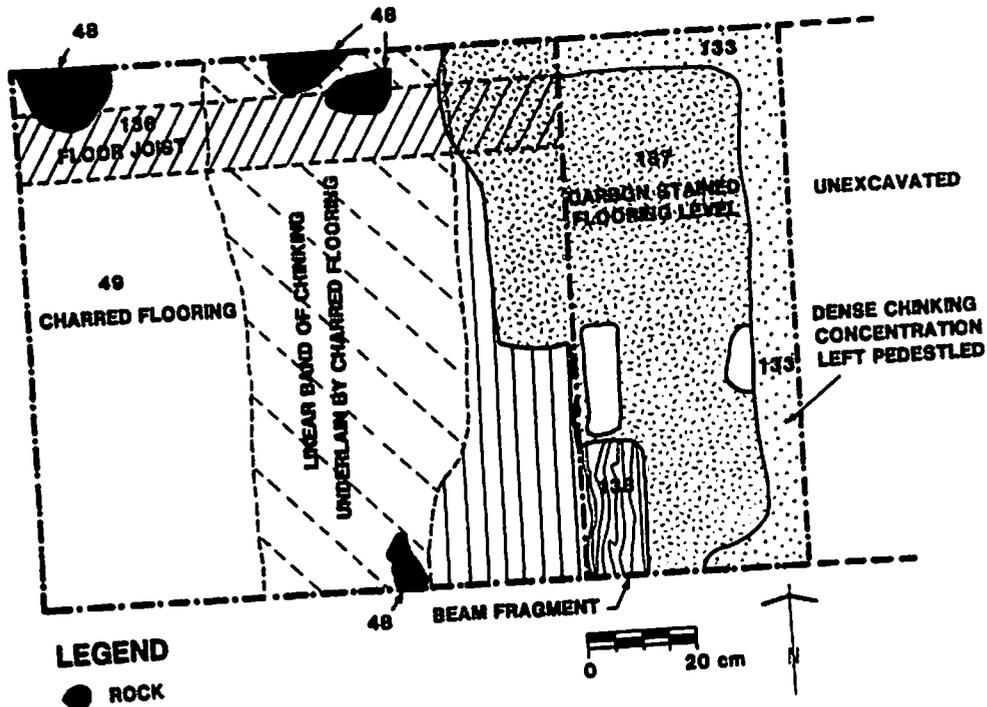 48
48
133
136
FLOOR JOIST
137
CARBON STAINED
FLOORING LEVEL
UNEXCAVATED
49
CHARRED FLOORING
LINEAR BAND OF CHINKING
UNDERLAIN BY CHARRED FLOORING
DENSE CHINKING
CONCENTRATION
LEFT PEDESTLED
133
48
BEAM FRAGMENT
0
20 cm
N
LEGEND
ROCK